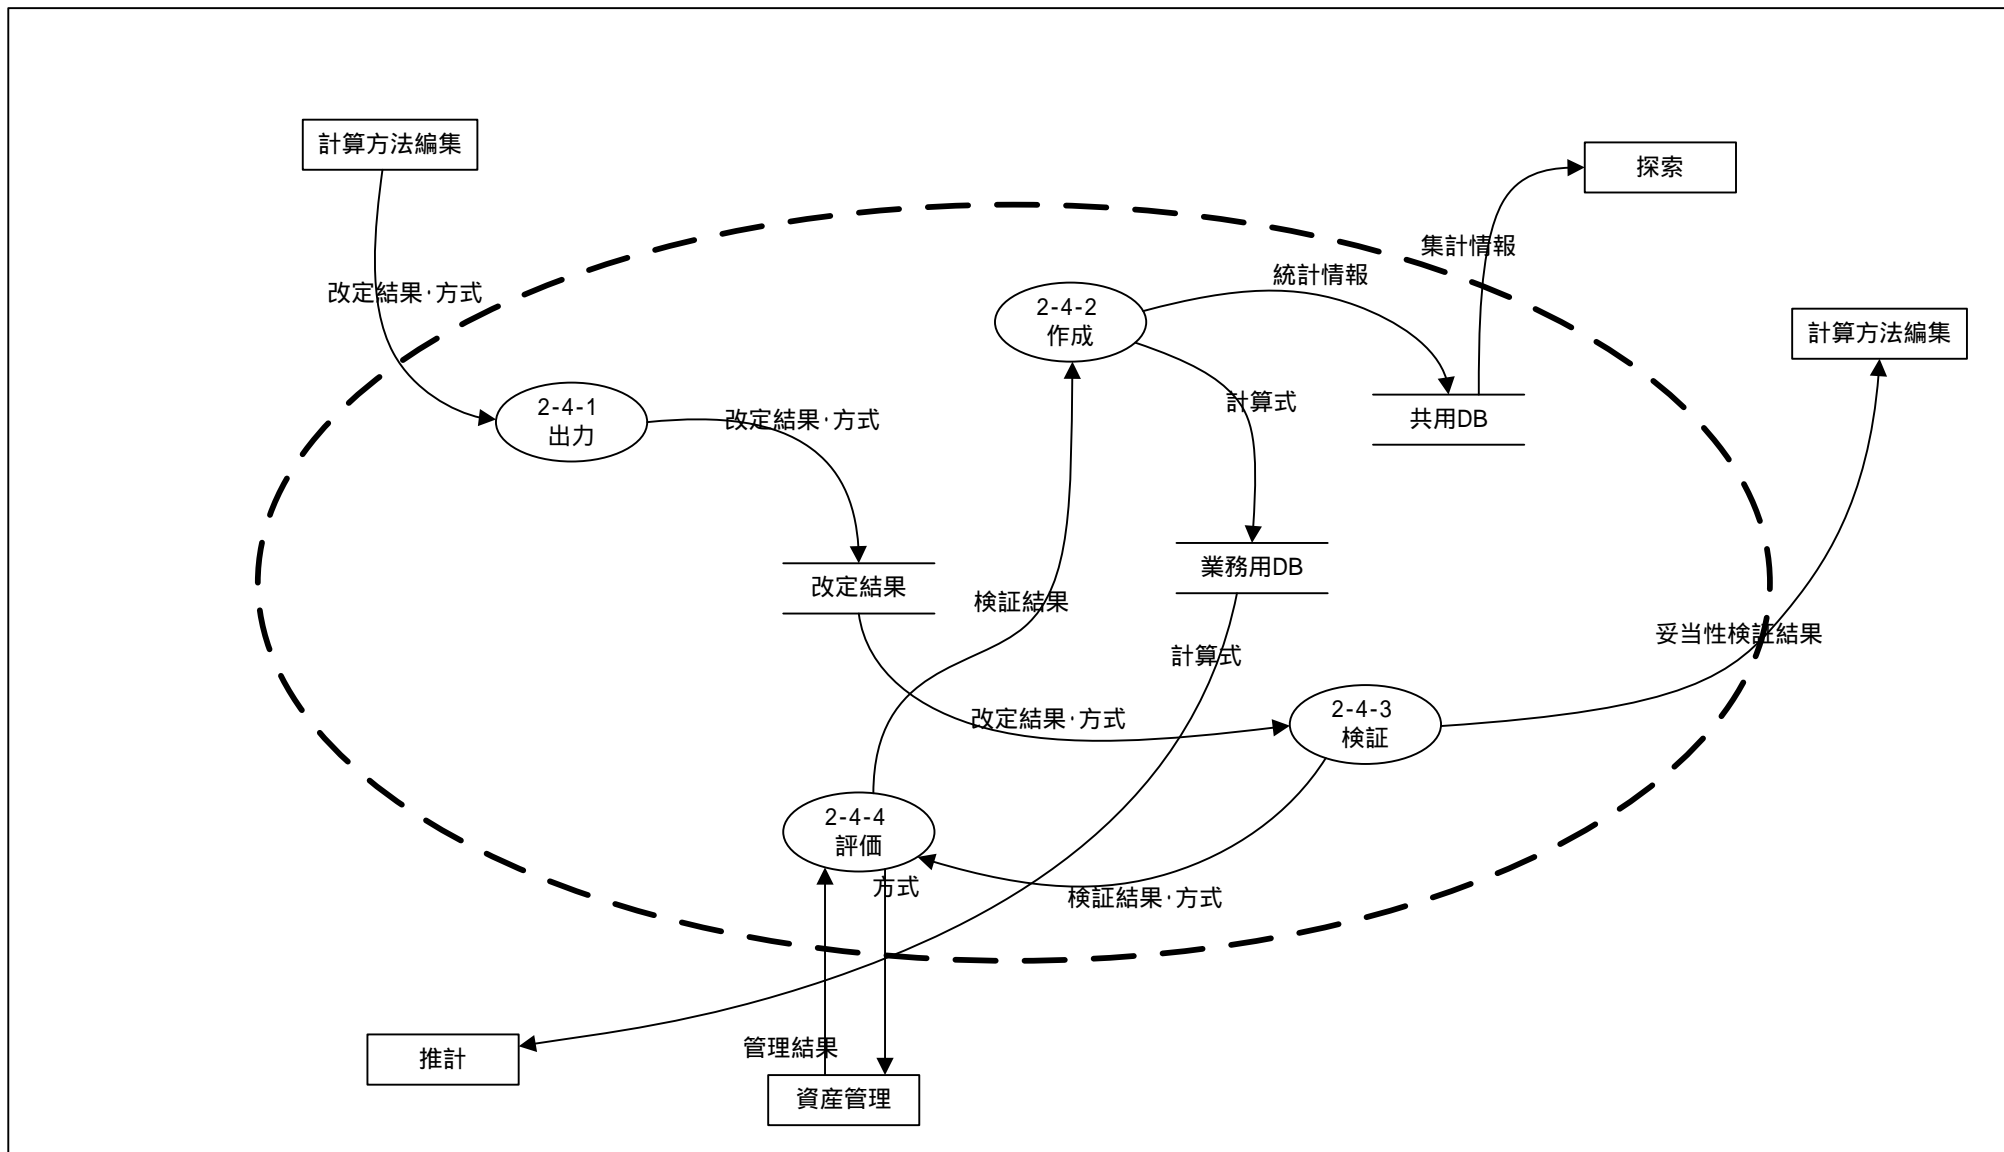 計算方法編集
探索
集計情報
統計情報
改定結果・方式
2-4-2
作成
計算方法編集
計算式
2-4-1
出力
改定結果・方式
共用DB
業務用DB
改定結果
検証結果
妥当性検証結果
計算式
改定結果・方式
2-4-3
検証
2-4-4
評価
方式
検証結果・方式
管理結果
推計
資産管理